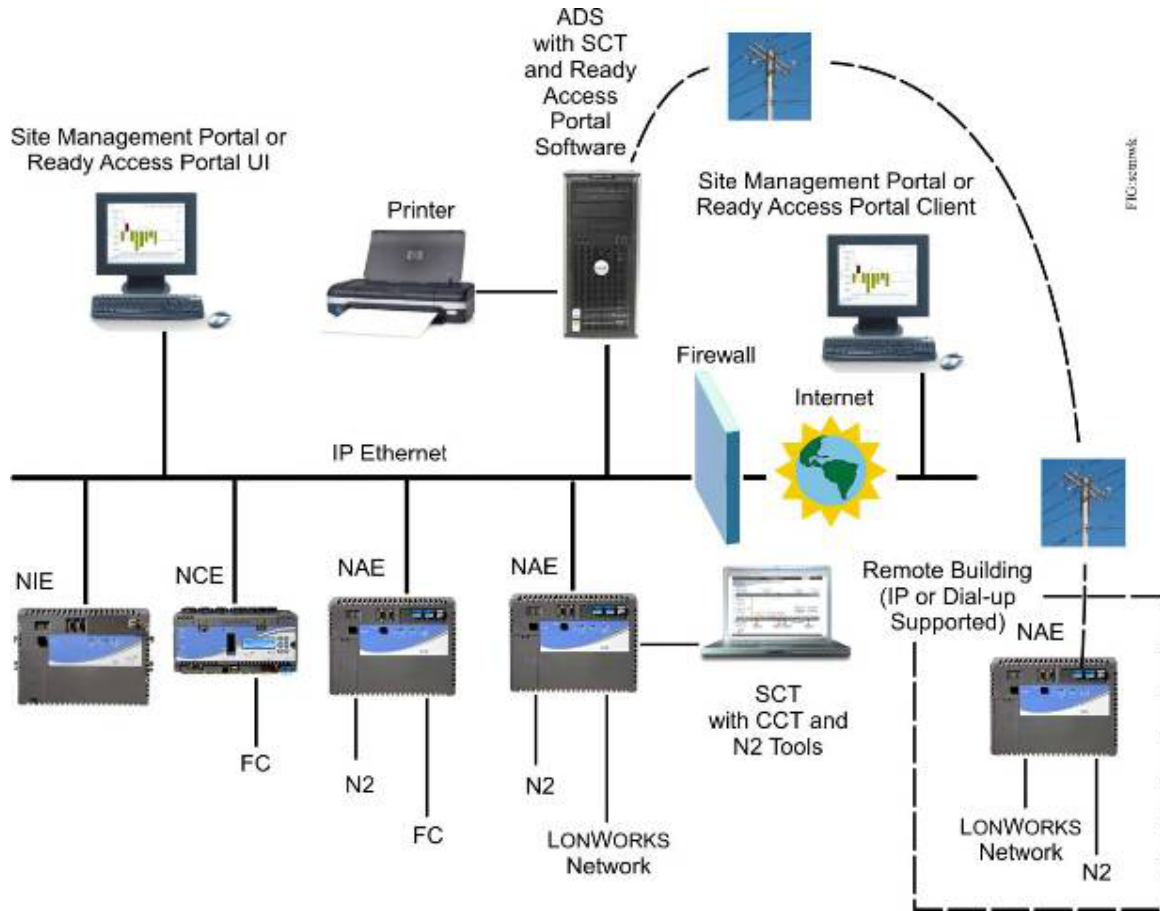 ADS
with SCT
and Ready
Access
Portal
Software
Site Management Portal or
Ready Access Portal UI
Printer
Site Management Portal or
Ready Access Portal Client
Firewall
Internet
IP Ethernet
NIE
NCE
NAE
NAE
Remote Building
(IP or Dial-up
Supported)
NAE
FC
N2
FC
N2
LONWORKS
Network
SCT
with CCT and
N2 Tools
LONWORKS
Network
N2